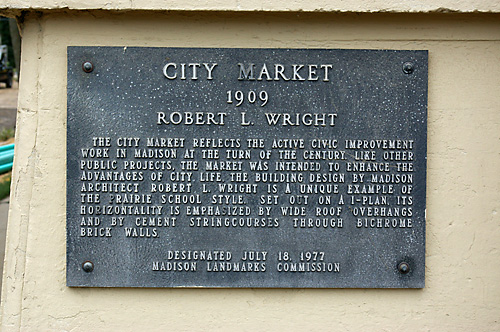 CITY MARKET
1909
ROBERT L. WRIGHT
THE CITY MARKET REFLECTS THE ACTIVE CIVIC IMPROVEMENT
WORK IN MADISON AT THE TURN OF THE CENTURY. LIKE OTHER
PUBLIC PROJECTS, THE MARKET WAS INTENDED TO ENHANCE THE
ADVANTAGES OF CITY LIFE. THE BUILDING DESIGN BY MADISON
ARCHITECT ROBERT L. WRIGHT IS A UNIQUE EXAMPLE OF
THE PRAIRIE SCHOOL STYLE. SET OUT ON A I-PLAN, ITS
HORIZONTALITY IS EMPHASIZED BY WIDE ROOF OVERHANGS
AND BY CEMENT STRINGCOURSES THROUGH BICHROME
BRICK WALLS.
DESIGNATED JULY 18, 1977
MADISON LANDMARKS COMMISSION